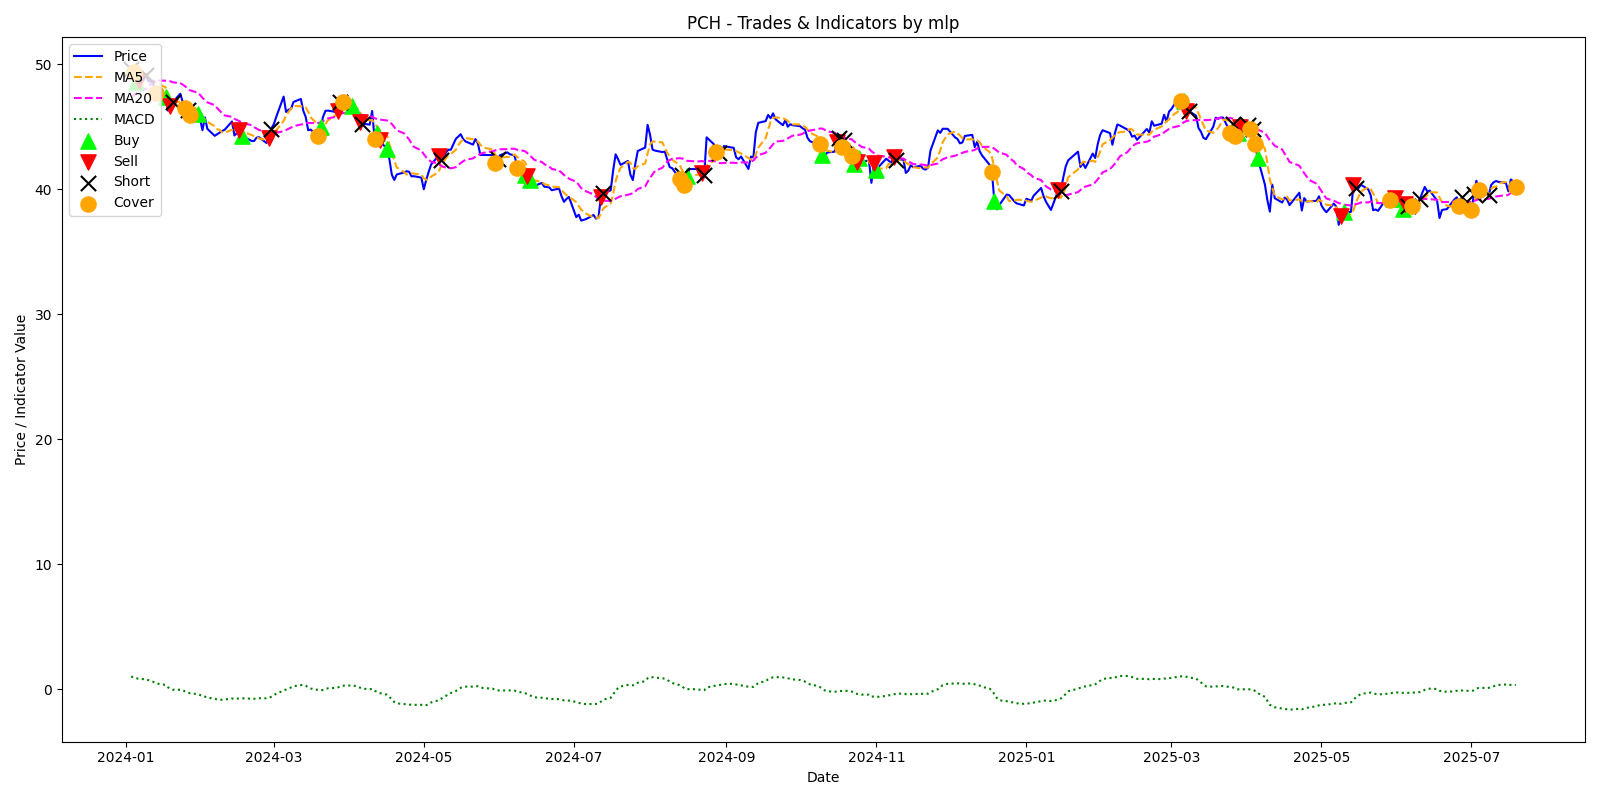 PCH - Trades & Indicators by mlp
Price
MA5
MA20
MACD
Buy
Sell
Short
Cover
Price / Indicator Value
50
40
30
20
10
0
2024-01
2024-03
2024-05
2024-07
2024-09
2024-11
2025-01
2025-03
2025-05
2025-07
Date